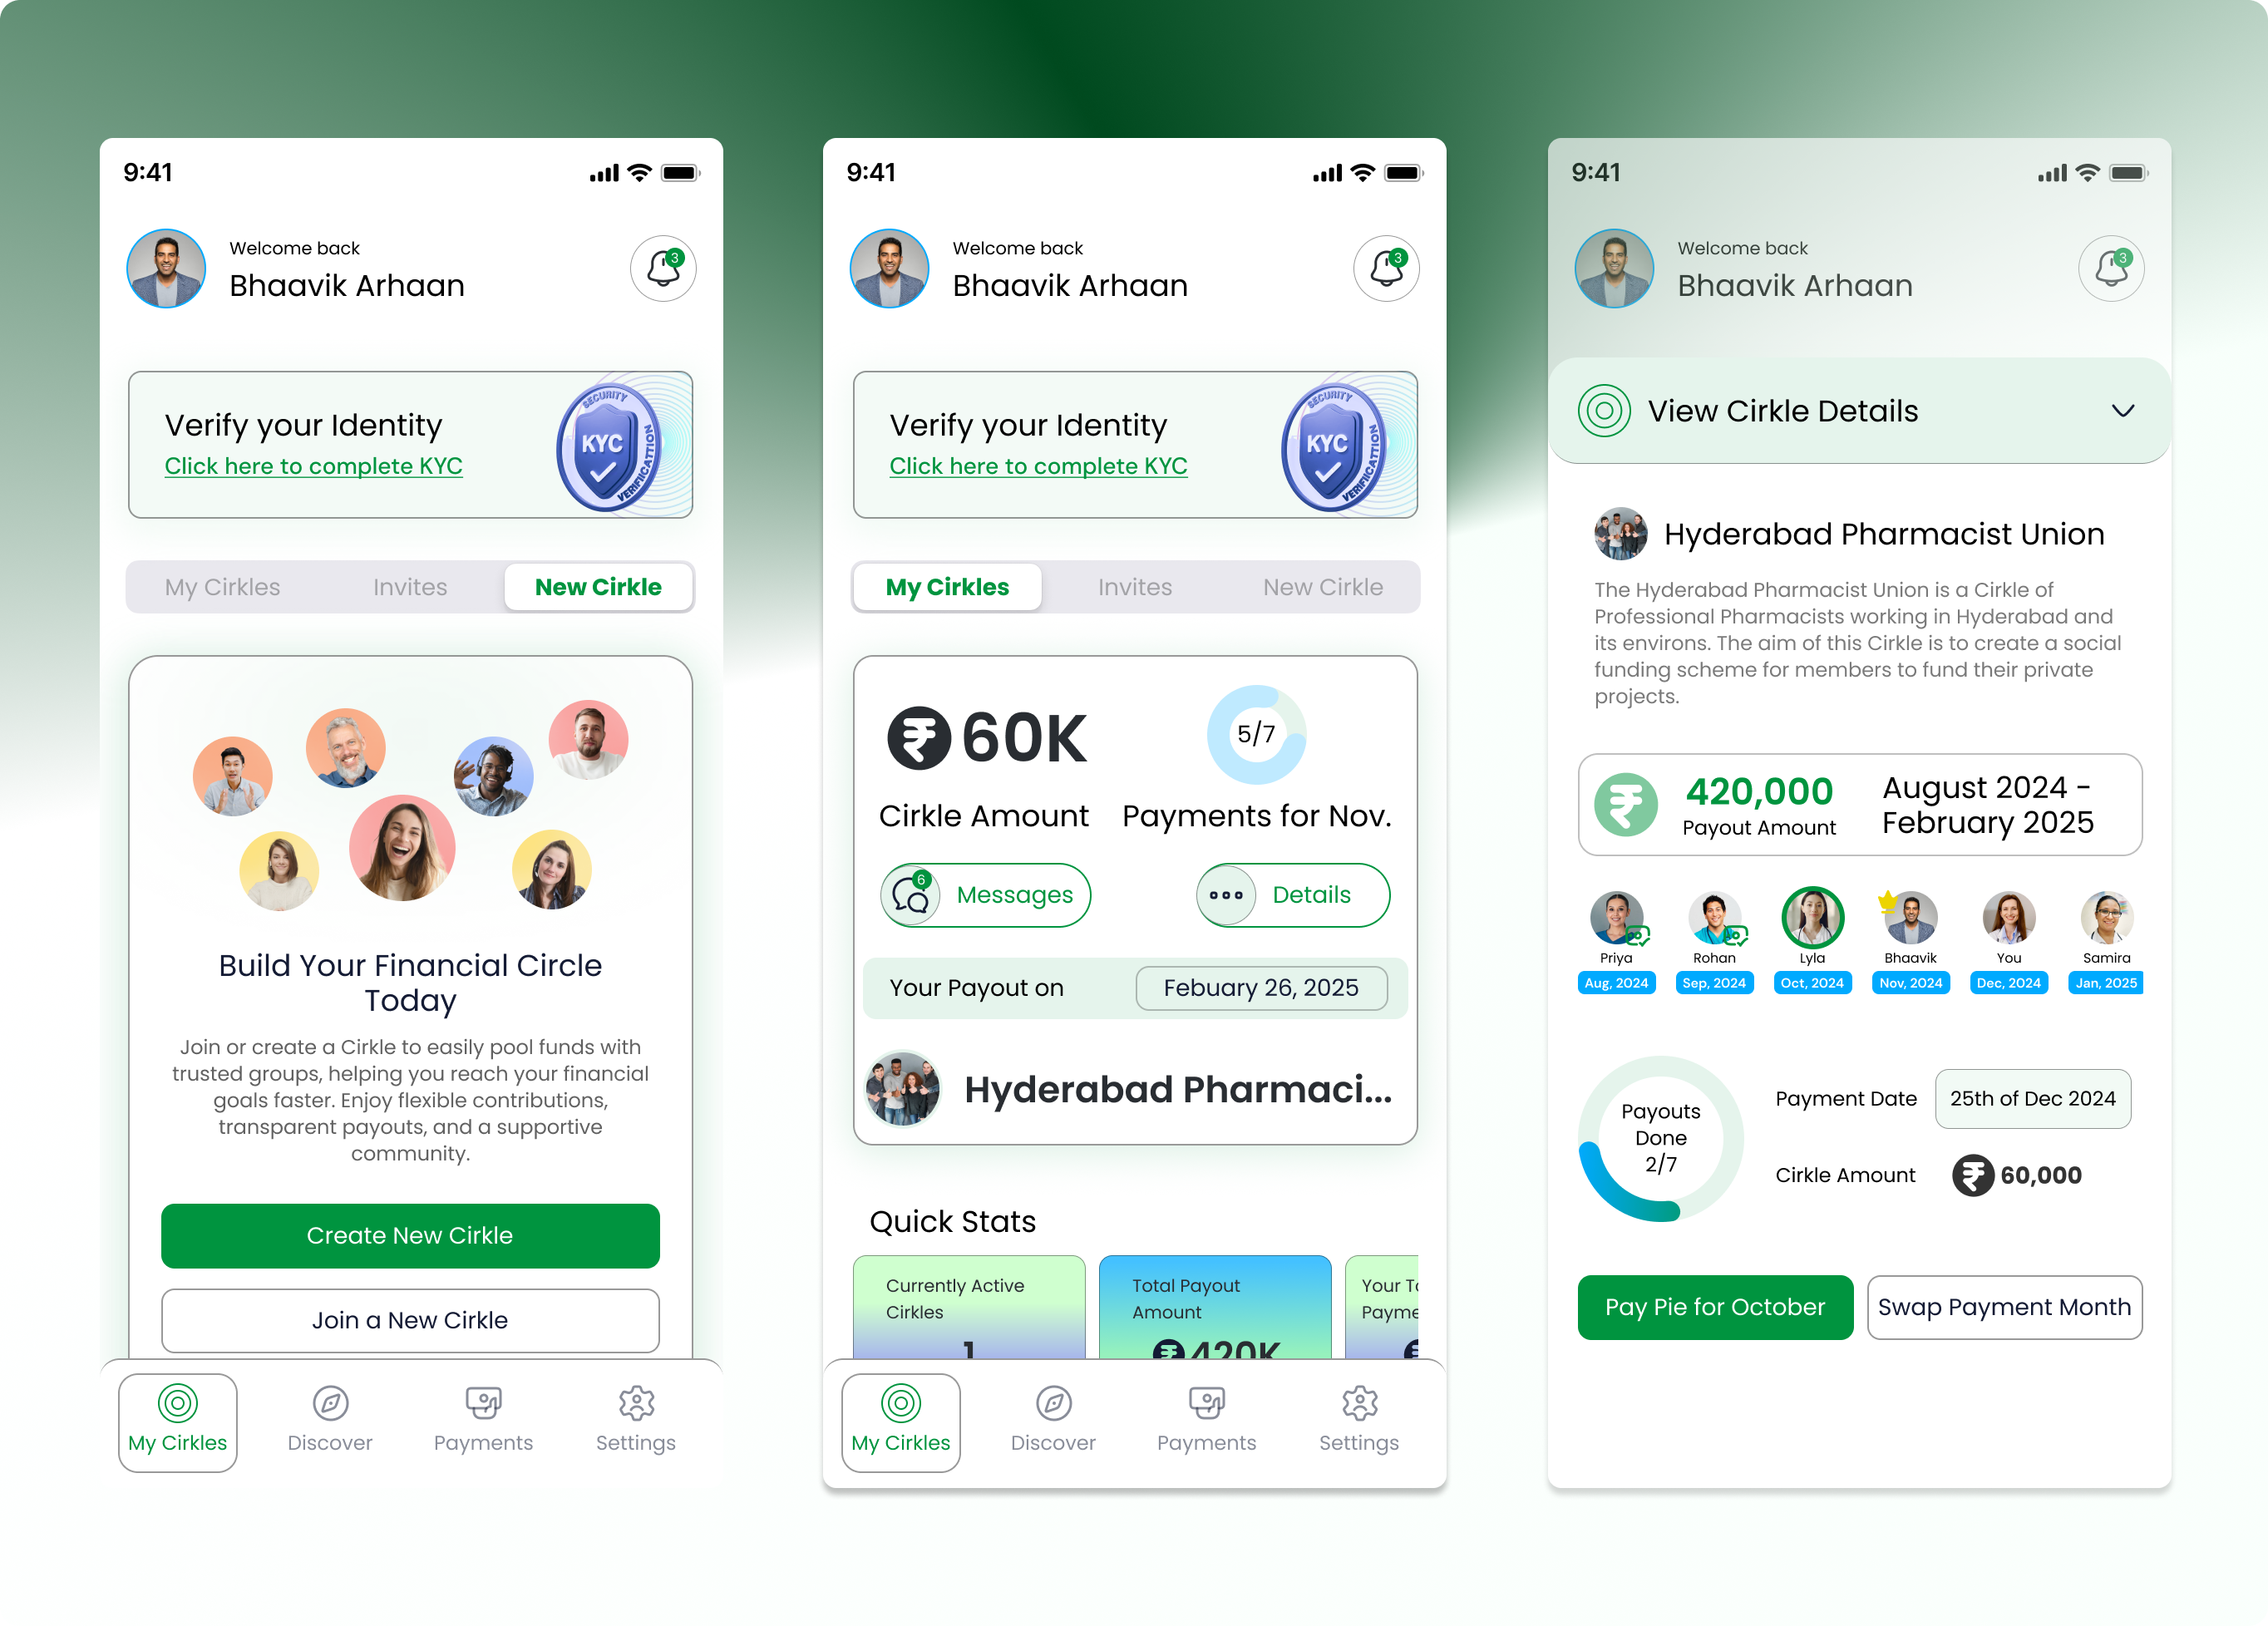 9:41
Welcome back
Bhaavik Arhaan
3
Verify your Identity
Click here to complete KYC
SECURITY
KYC
VERIFICATION
My Cirkles
Invites
New Cirkle
Build Your Financial Circle
Today
Join or create a Cirkle to easily pool funds with
trusted groups, helping you reach your financial
goals faster. Enjoy flexible contributions,
transparent payouts, and a supportive
community.
Create New Cirkle
Join a New Cirkle
My Cirkles
Discover
Payments
Settings
9:41
Welcome back
Bhaavik Arhaan
3
Verify your Identity
Click here to complete KYC
SECURITY
KYC
VERIFICATION
My Cirkles
Invites
New Cirkle
₹ 60K
5/7
Cirkle Amount
Payments for Nov.
6
Messages
Details
Your Payout on
Febuary 26, 2025
Hyderabad Pharmaci...
Quick Stats
Currently Active
Cirkles
1
Total Payout
Amount
₹ 420K
Your To
Payme
My Cirkles
Discover
Payments
Settings
9:41
Welcome back
Bhaavik Arhaan
3
View Cirkle Details
Hyderabad Pharmacist Union
The Hyderabad Pharmacist Union is a Cirkle of
Professional Pharmacists working in Hyderabad and
its environs. The aim of this Cirkle is to create a social
funding scheme for members to fund their private
projects.
₹ 420,000
Payout Amount
August 2024 -
February 2025
Priya
Rohan
Lyla
Bhaavik
You
Samira
Aug, 2024
Sep, 2024
Oct, 2024
Nov, 2024
Dec, 2024
Jan, 2025
Payouts
Done
2/7
Payment Date
25th of Dec 2024
Cirkle Amount
₹ 60,000
Pay Pie for October
Swap Payment Month